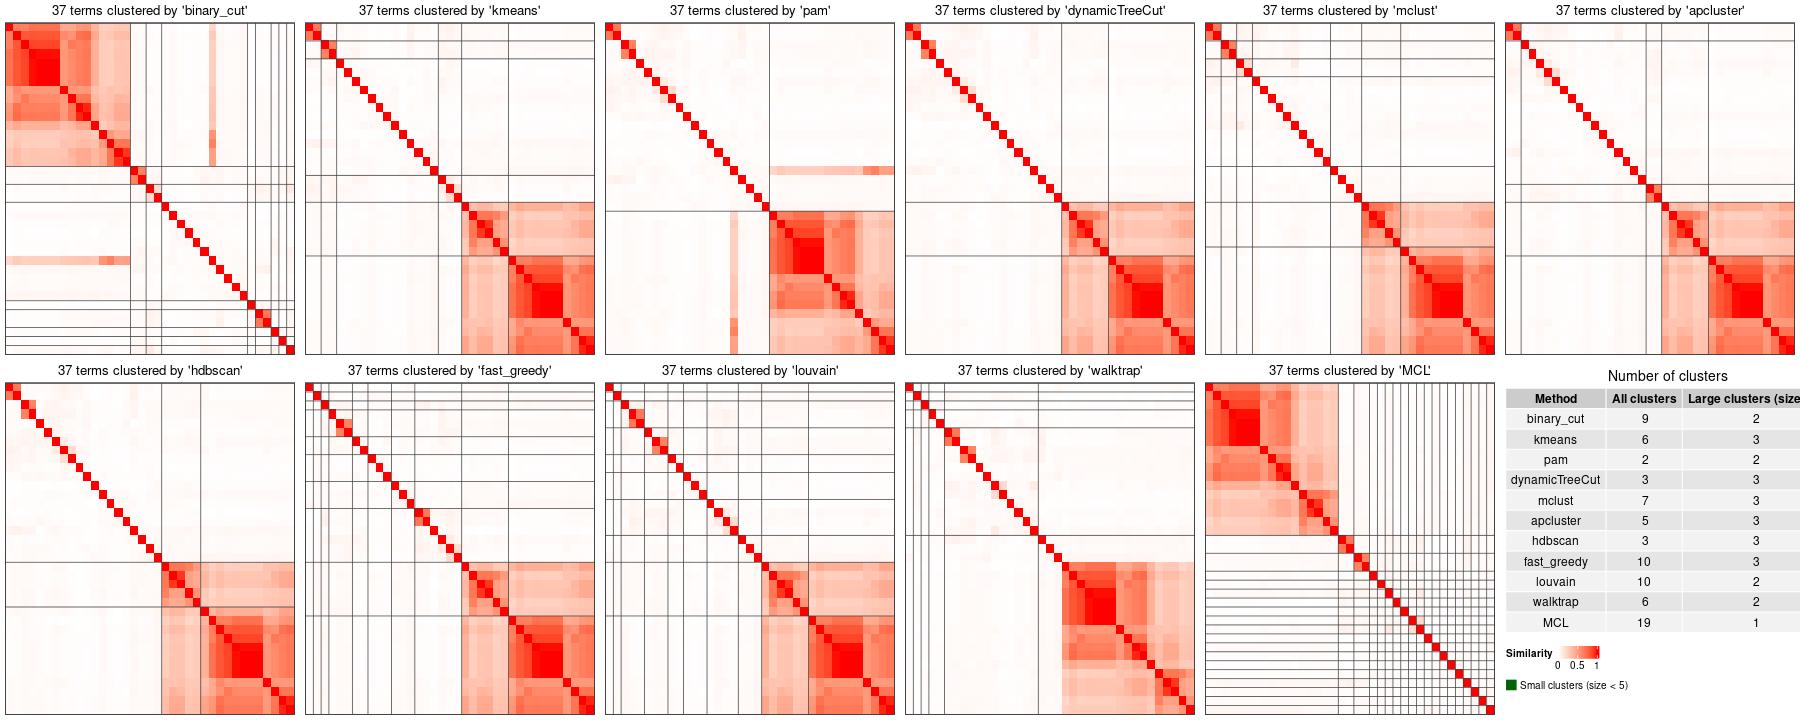 37 terms clustered by 'binary_cut'
37 terms clustered by 'kmeans'
37 terms clustered by 'pam'
37 terms clustered by 'dynamicTreeCut'
37 terms clustered by 'mclust'
37 terms clustered by 'apcluster'
37 terms clustered by 'hdbscan'
37 terms clustered by 'fast_greedy'
37 terms clustered by 'louvain'
37 terms clustered by 'walktrap'
37 terms clustered by 'MCL'
Number of clusters
Method All clusters Large clusters (size
binary_cut 9 2
kmeans 6 3
pam 2 2
dynamicTreeCut 3 3
mclust 7 3
apcluster 5 3
hdbscan 3 3
fast_greedy 10 3
louvain 10 2
walktrap 6 2
MCL 19 1
Similarity
0 0.5 1
Small clusters (size < 5)